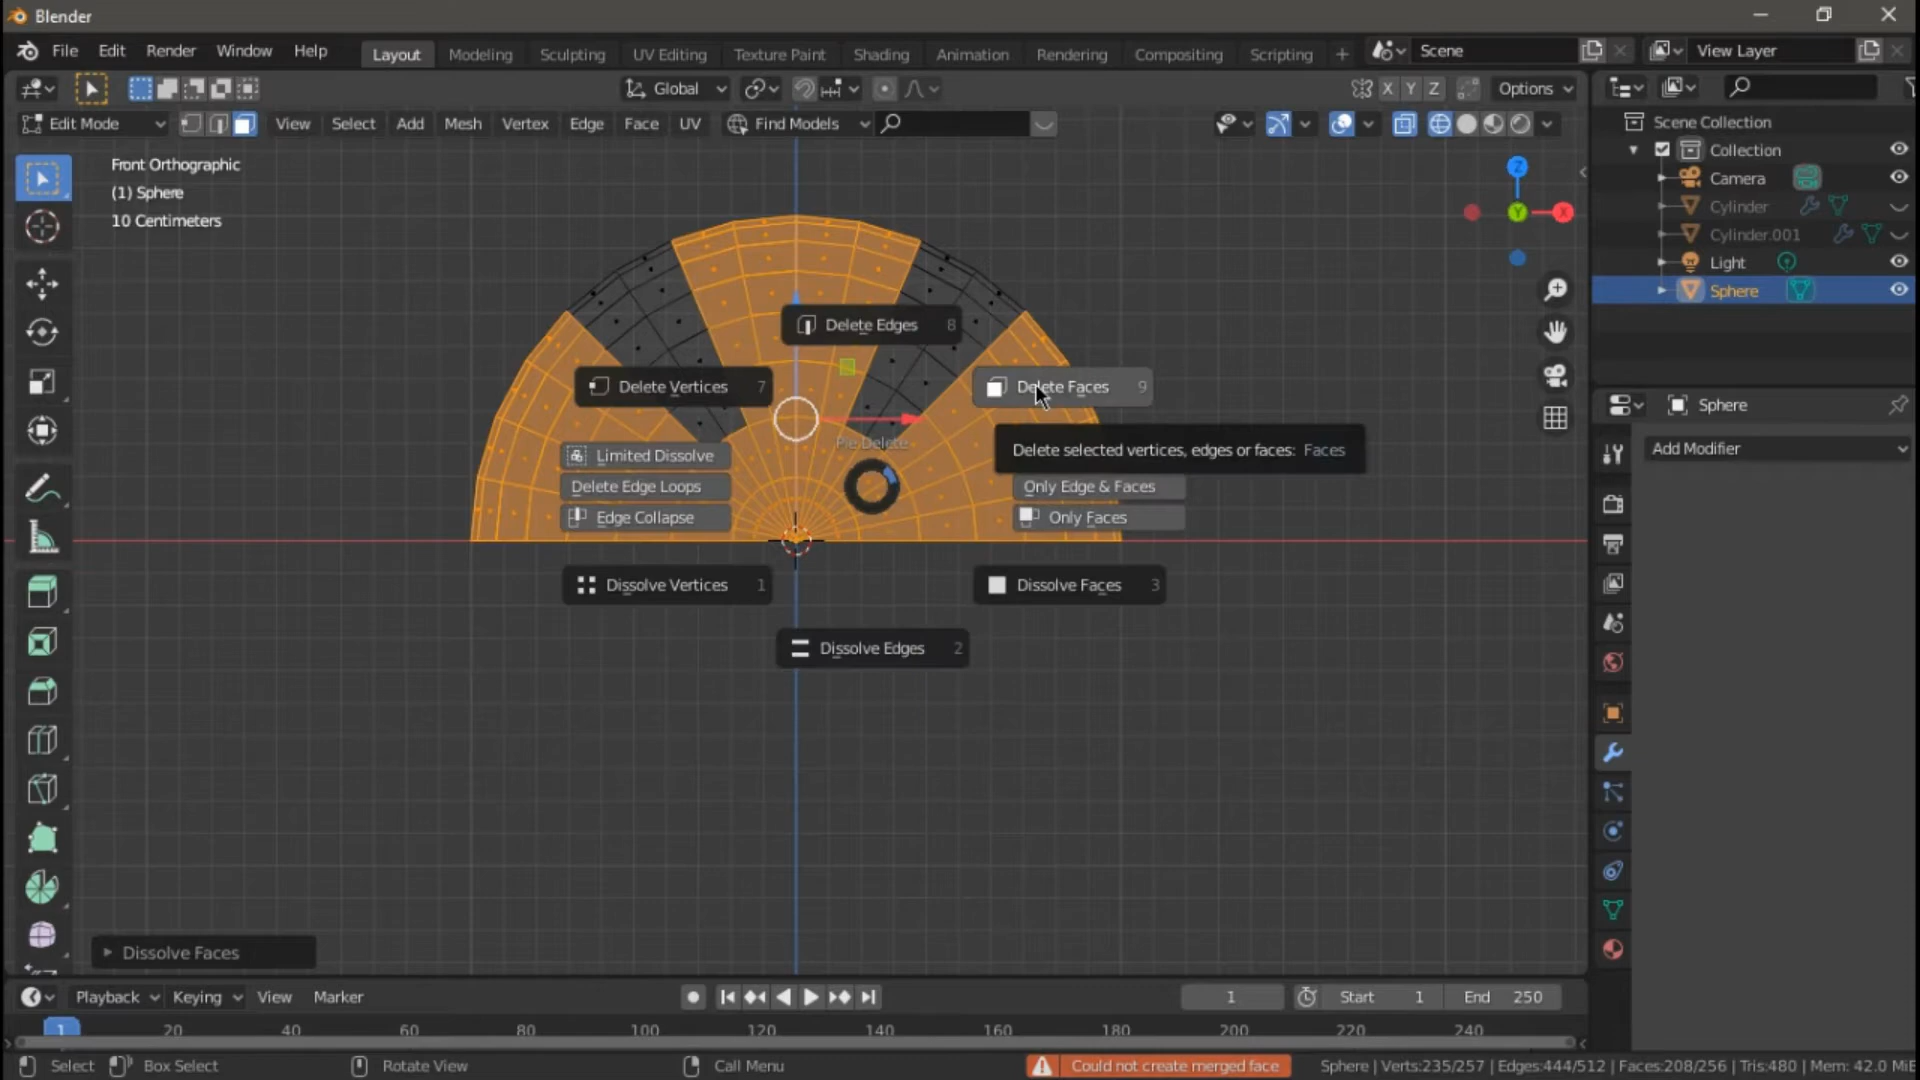 Blender
File Edit Render Window Help Layout Modeling Sculpting UV Editing Texture Paint Shading Animation Rendering Compositing Scripting + Scene View Layer
Global X Y Z Options
Edit Mode View Select Add Mesh Vertex Edge Face UV Find Models
Front Orthographic
(1) Sphere
10 Centimeters
Z
Y
X
Delete Edges 8
Delete Vertices 7
Delete Faces 9
Pie Delete
Delete selected vertices, edges or faces: Faces
Limited Dissolve
Delete Edge Loops
Edge Collapse
Only Edge & Faces
Only Faces
Dissolve Vertices 1
Dissolve Faces 3
Dissolve Edges 2
Dissolve Faces
Scene Collection
Collection
Camera
Cylinder
Cylinder.001
Light
Sphere
Sphere
Add Modifier
Playback Keying View Marker 1 Start 1 End 250
1 20 40 60 80 100 120 140 160 180 200 220 240
Select Box Select Rotate View Call Menu Could not create merged face Sphere | Verts:235/257 | Edges:444/512 | Faces:208/256 | Tris:480 | Mem: 42.0 MiB